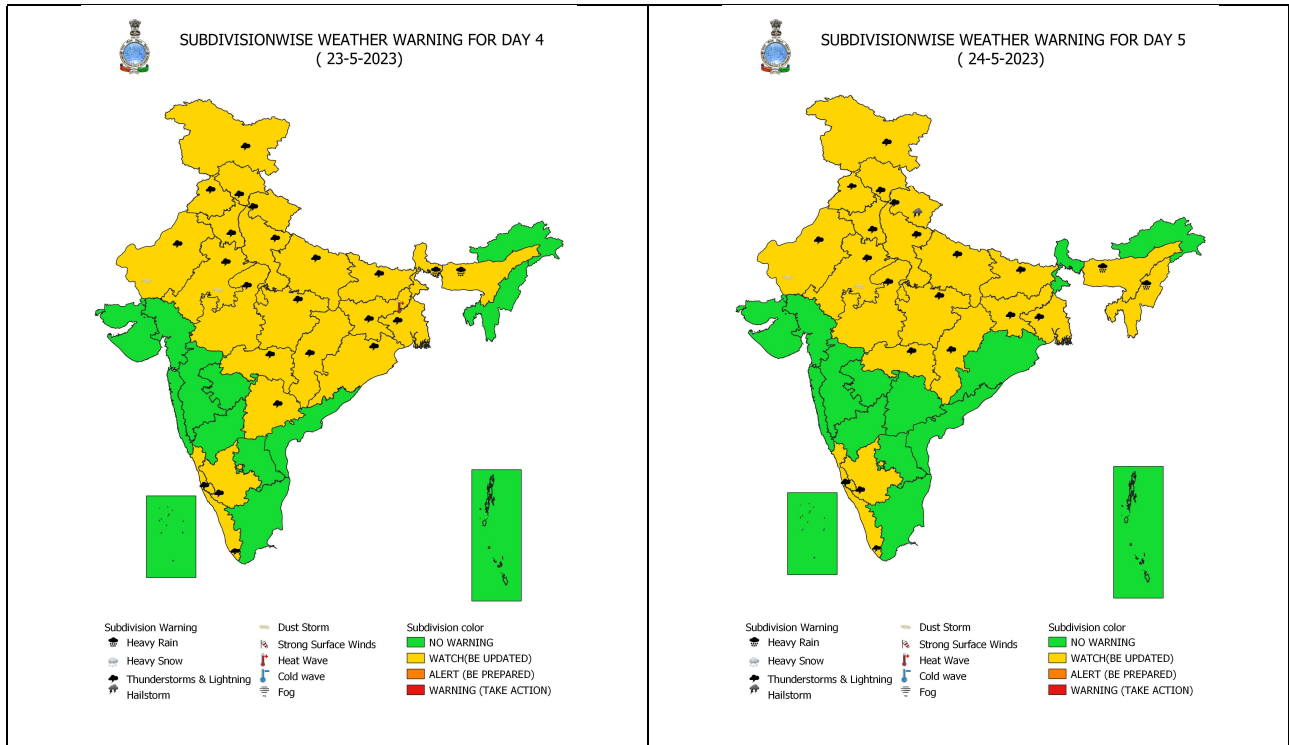 SUBDIVISIONWISE WEATHER WARNING FOR DAY 4
( 23-5-2023)
Subdivision Warning
Heavy Rain
Heavy Snow
Thunderstorms & Lightning
Hailstorm
Dust Storm
Strong Surface Winds
Heat Wave
Cold wave
Fog
Subdivision color
NO WARNING
WATCH(BE UPDATED)
ALERT (BE PREPARED)
WARNING (TAKE ACTION)
SUBDIVISIONWISE WEATHER WARNING FOR DAY 5
( 24-5-2023)
Subdivision Warning
Heavy Rain
Heavy Snow
Thunderstorms & Lightning
Hailstorm
Dust Storm
Strong Surface Winds
Heat Wave
Cold wave
Fog
Subdivision color
NO WARNING
WATCH(BE UPDATED)
ALERT (BE PREPARED)
WARNING (TAKE ACTION)